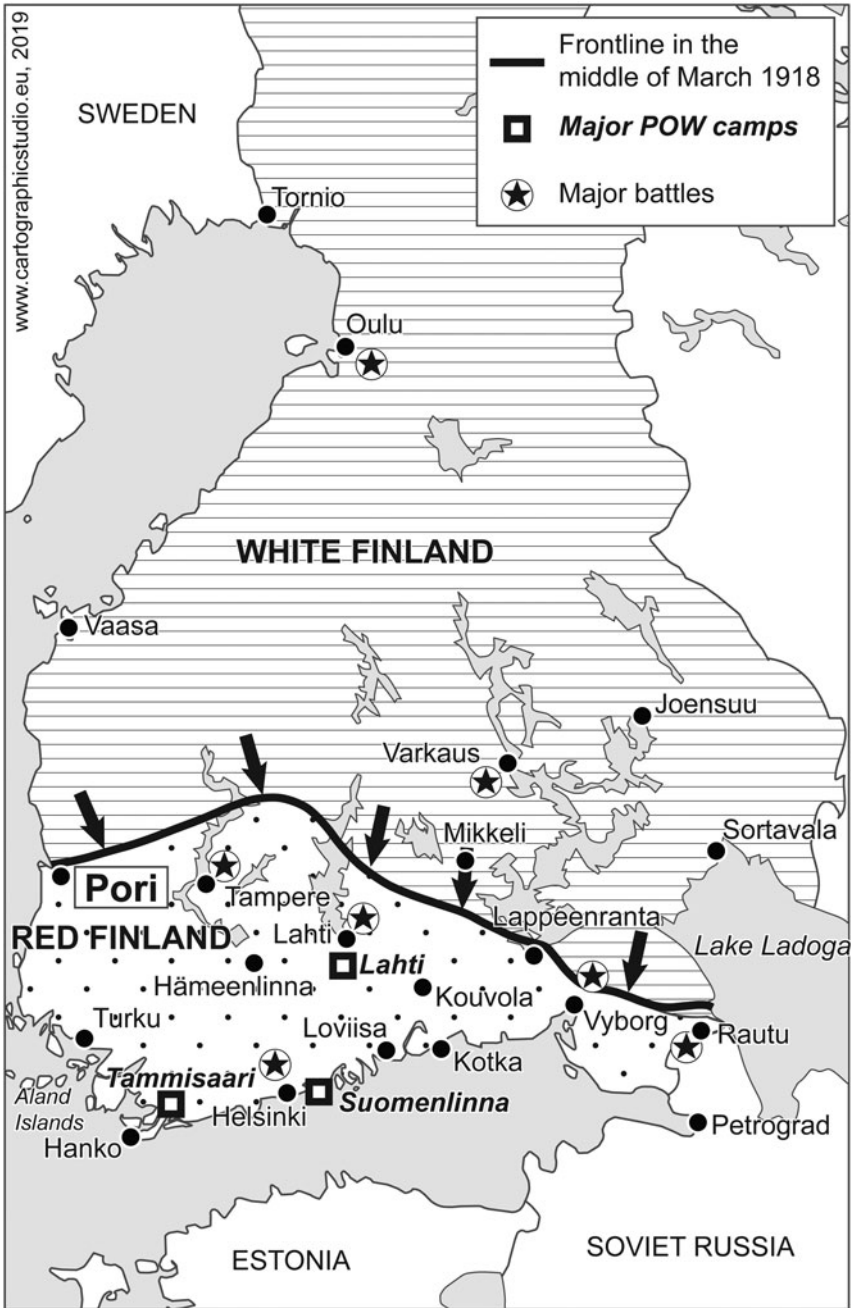 www.cartographicstudio.eu, 2019
Frontline in the
middle of March 1918
Major POW camps
Major battles
SWEDEN
Tornio
Oulu
WHITE FINLAND
Vaasa
Joensuu
Varkaus
Mikkeli
Sortavala
Pori
Tampere
Lappeenranta
RED FINLAND
Lahti
Lake Ladoga
Lahti
Hämeenlinna
Kouvola
Turku
Loviisa
Vyborg
Rautu
Kotka
Tammisaari
Aland
Islands
Helsinki
Suomenlinna
Hanko
Petrograd
ESTONIA
SOVIET RUSSIA